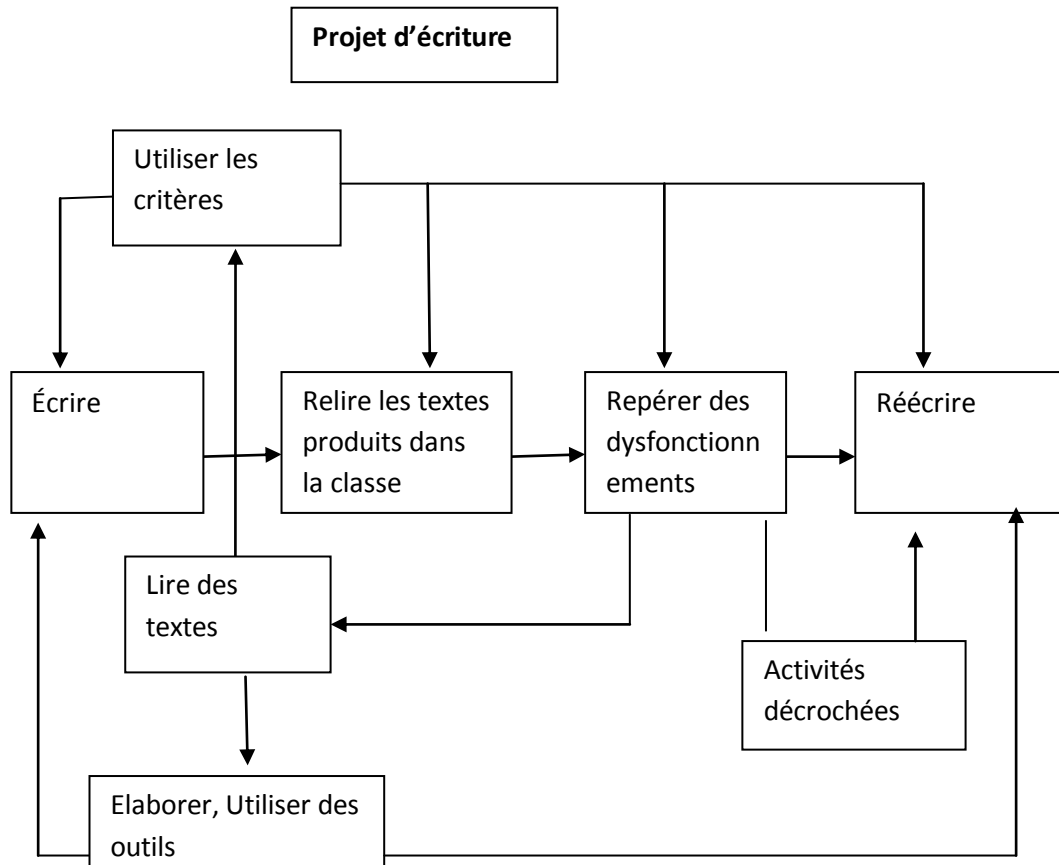 Projet d’écriture
Utiliser les
critères
Écrire
Relire les textes
produits dans
la classe
Repérer des
dysfonctionn
ements
Réécrire
Lire des
textes
Activités
décrochées
Elaborer, Utiliser des
outils